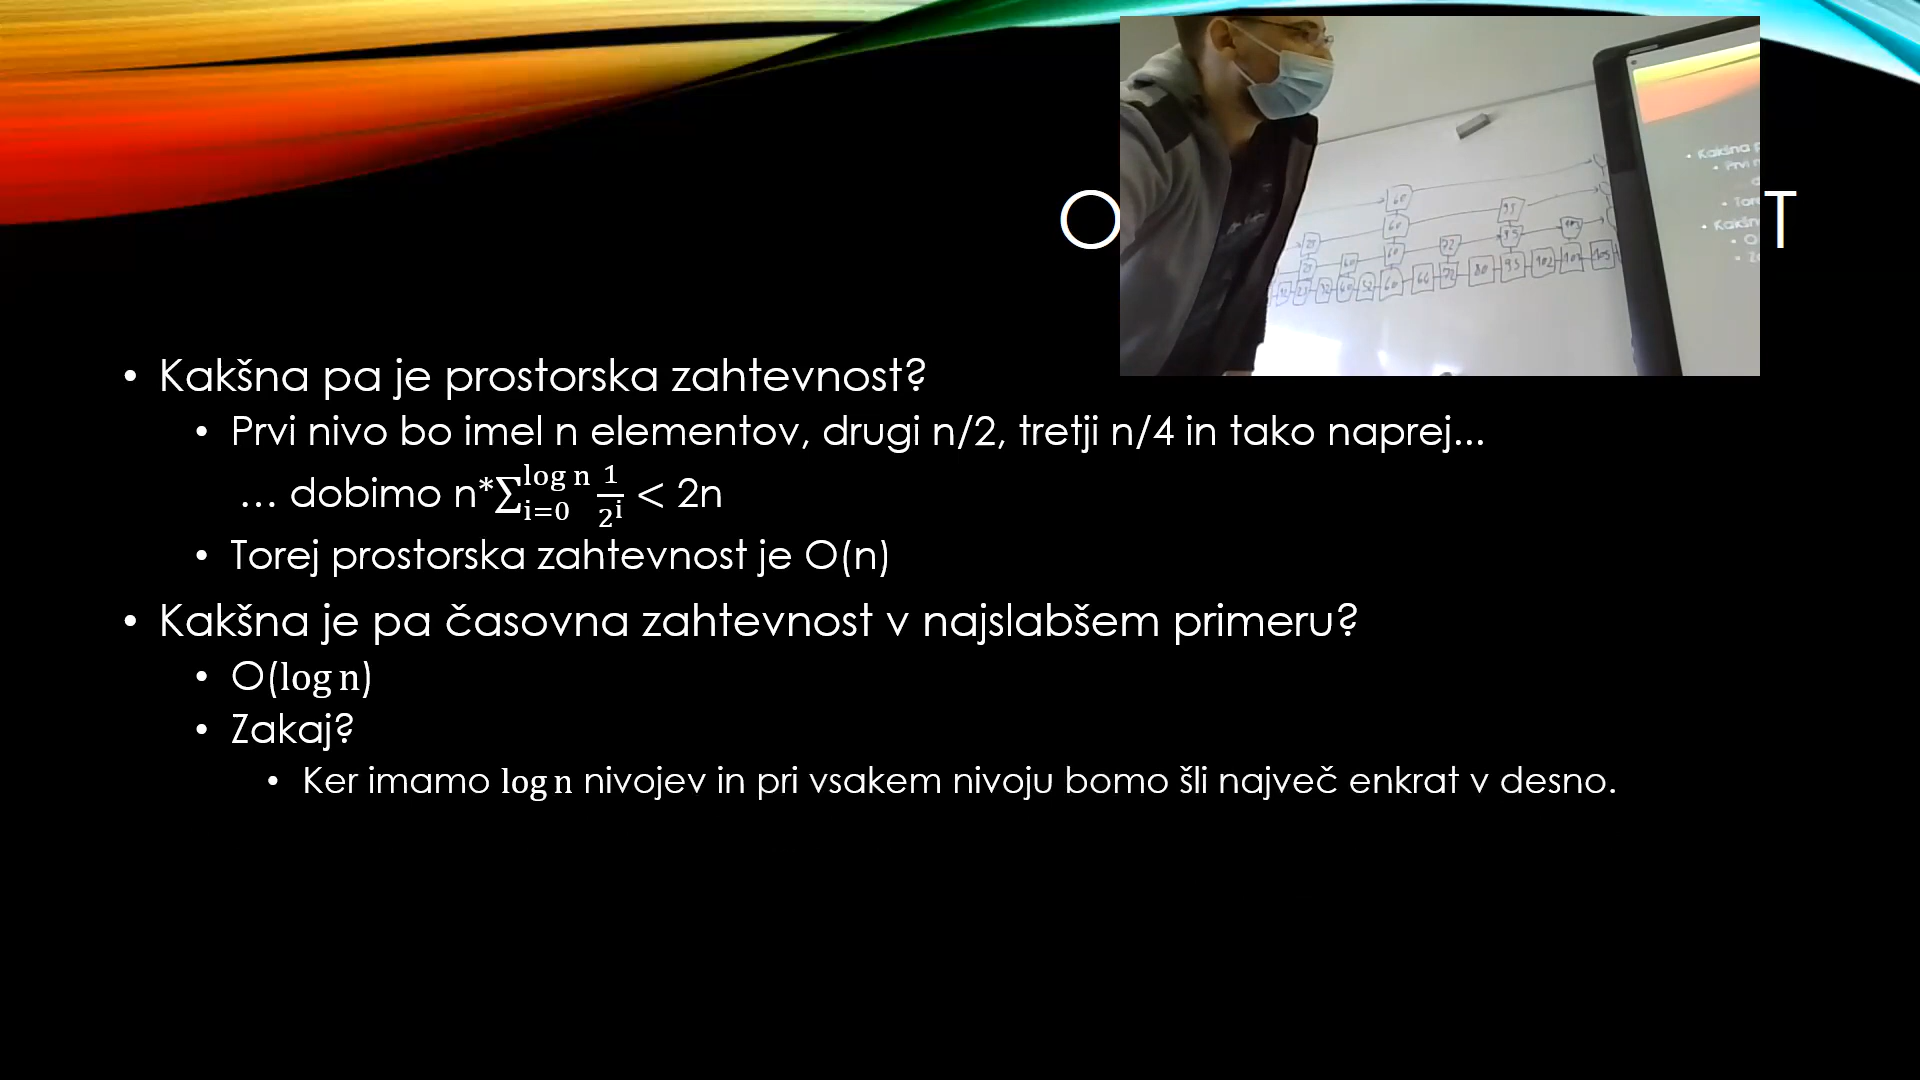 • Kakšna pa je prostorska zahtevnost?
• Prvi nivo bo imel n elementov, drugi n/2, tretji n/4 in tako naprej...
… dobimo n*∑_{i=0}^{log n} 1/2^i < 2n
• Torej prostorska zahtevnost je O(n)
• Kakšna je pa časovna zahtevnost v najslabšem primeru?
• O(log n)
• Zakaj?
• Ker imamo log n nivojev in pri vsakem nivoju bomo šli največ enkrat v desno.